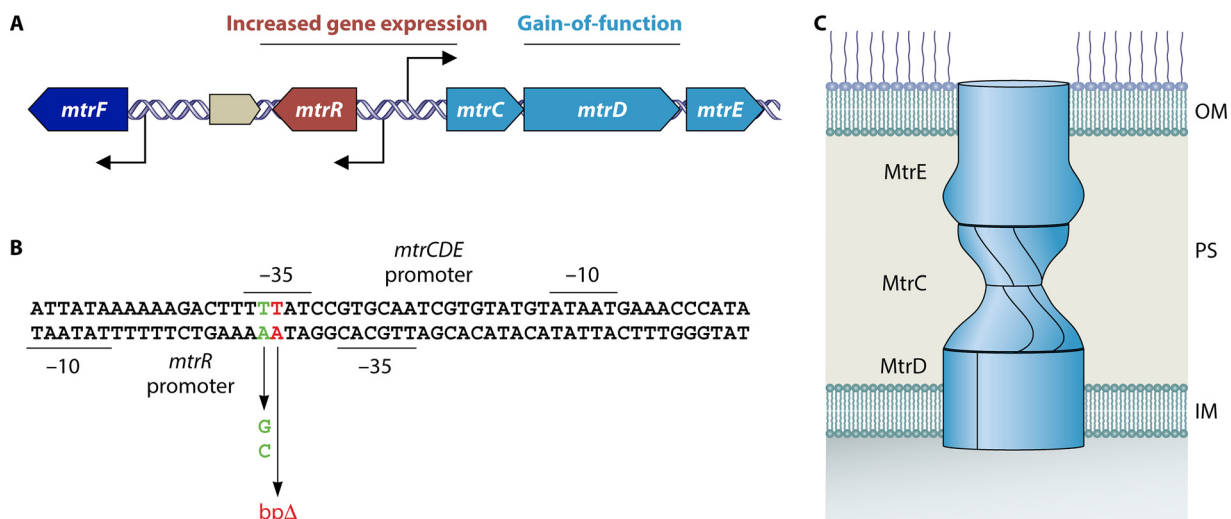 A
Increased gene expression
Gain-of-function
mtrF
mtrR
mtrC
mtrD
mtrE
B
mtrCDE
promoter
–35
–10
ATTATAAAAAAGACTTTTTATCCGTGCAATCGTGTATGTATAATGAAACCCATA
TAATATTTTTTCTGAAAAATAGGCACGTTAGCACATACATATTACTTTGGGTAT
–10
mtrR
promoter
–35
G
C
bpΔ
C
OM
MtrE
PS
MtrC
MtrD
IM